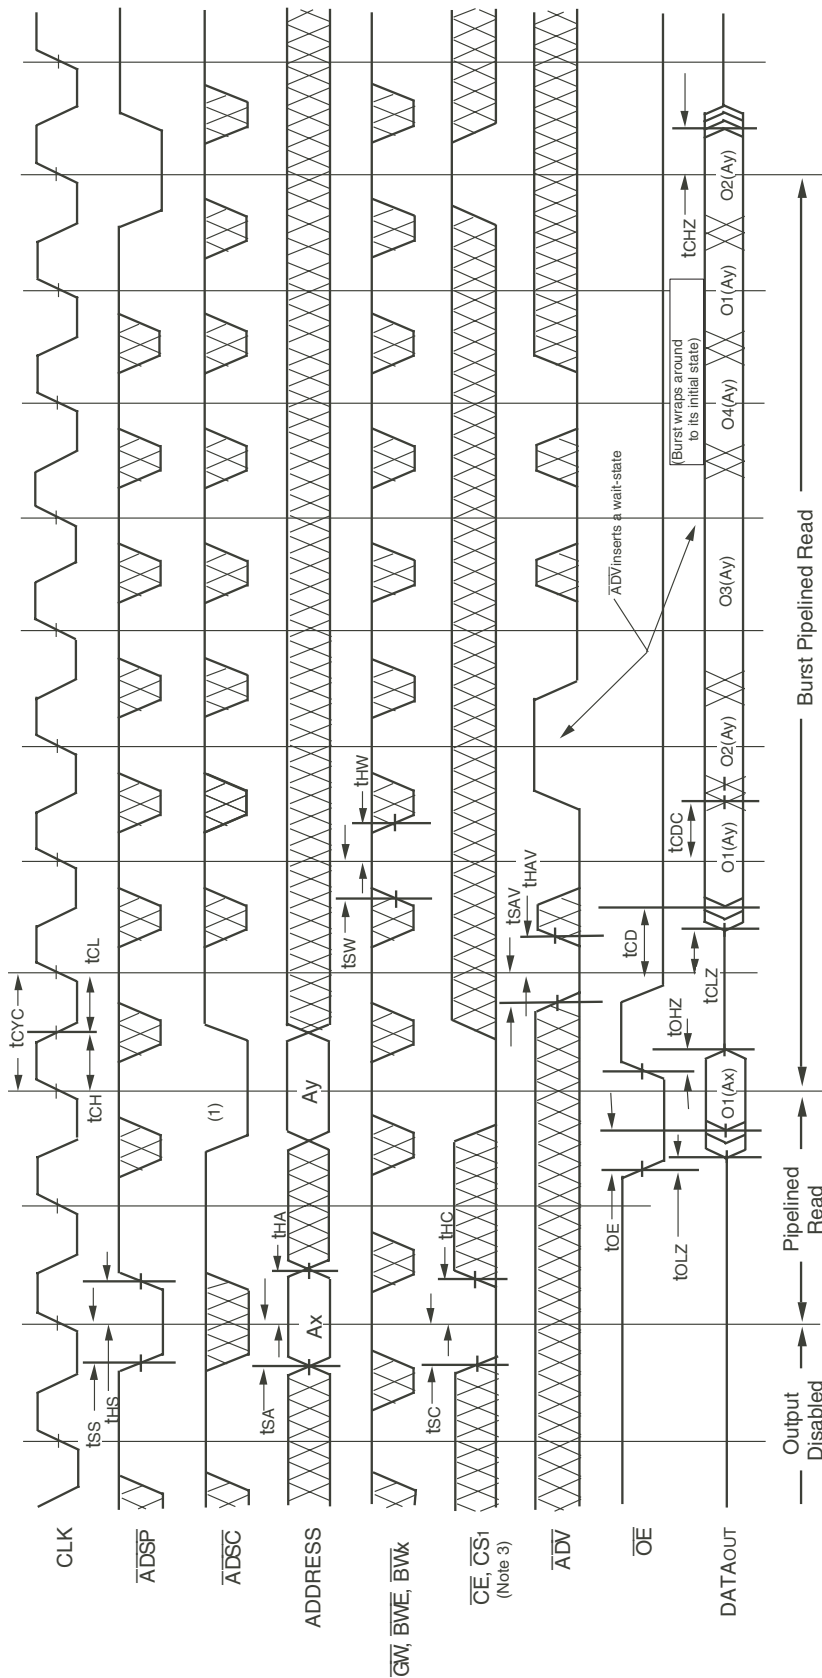 CLK
ADSP
ADSC
ADDRESS
GW, BWE, BWx
CE, CS1
(Note 3)
ADV
OE
DATAOUT
tCYC
tCH
tCL
tSS
tHS
(1)
tSA
tHA
Ax
Ay
tSW
tHW
tSC
tHC
tSAV
tHAV
ADV inserts a wait-state
tOE
tOLZ
tOHZ
tCD
tCLZ
tCDC
tCHZ
(Burst wraps around
to its initial state)
O1(Ax)
O1(Ay)
O2(Ay)
O3(Ay)
O4(Ay)
O1(Ay)
O2(Ay)
Output
Disabled
Pipelined
Read
Burst Pipelined Read